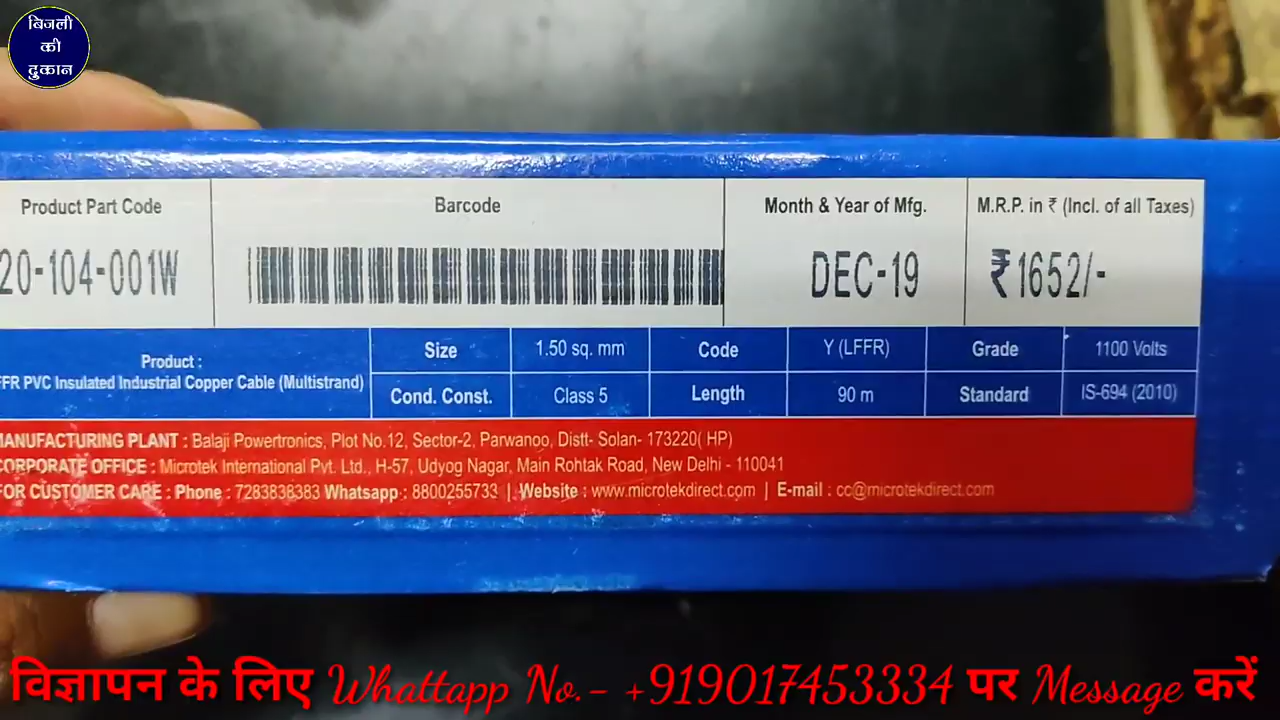 बिजली
की
दुकान
Product Part Code
Barcode
Month & Year of Mfg.
M.R.P. in ₹ (Incl. of all Taxes)
20-104-001W
DEC-19
₹1652/-
Product :
FFR PVC Insulated Industrial Copper Cable (Multistrand)
Size
1.50 sq. mm
Code
Y (LFFR)
Grade
1100 Volts
Cond. Const.
Class 5
Length
90 m
Standard
IS-694 (2010)
MANUFACTURING PLANT : Balaji Powertronics, Plot No.12, Sector-2, Parwanoo, Distt- Solan- 173220( HP)
CORPORATE OFFICE : Microtek International Pvt. Ltd., H-57, Udyog Nagar, Main Rohtak Road, New Delhi - 110041
FOR CUSTOMER CARE : Phone : 7283838383 Whatsapp : 8800255733 | Website : www.microtekdirect.com | E-mail : cc@microtekdirect.com
विज्ञापन के लिए Whattapp No.- +919017453334 पर Message करें